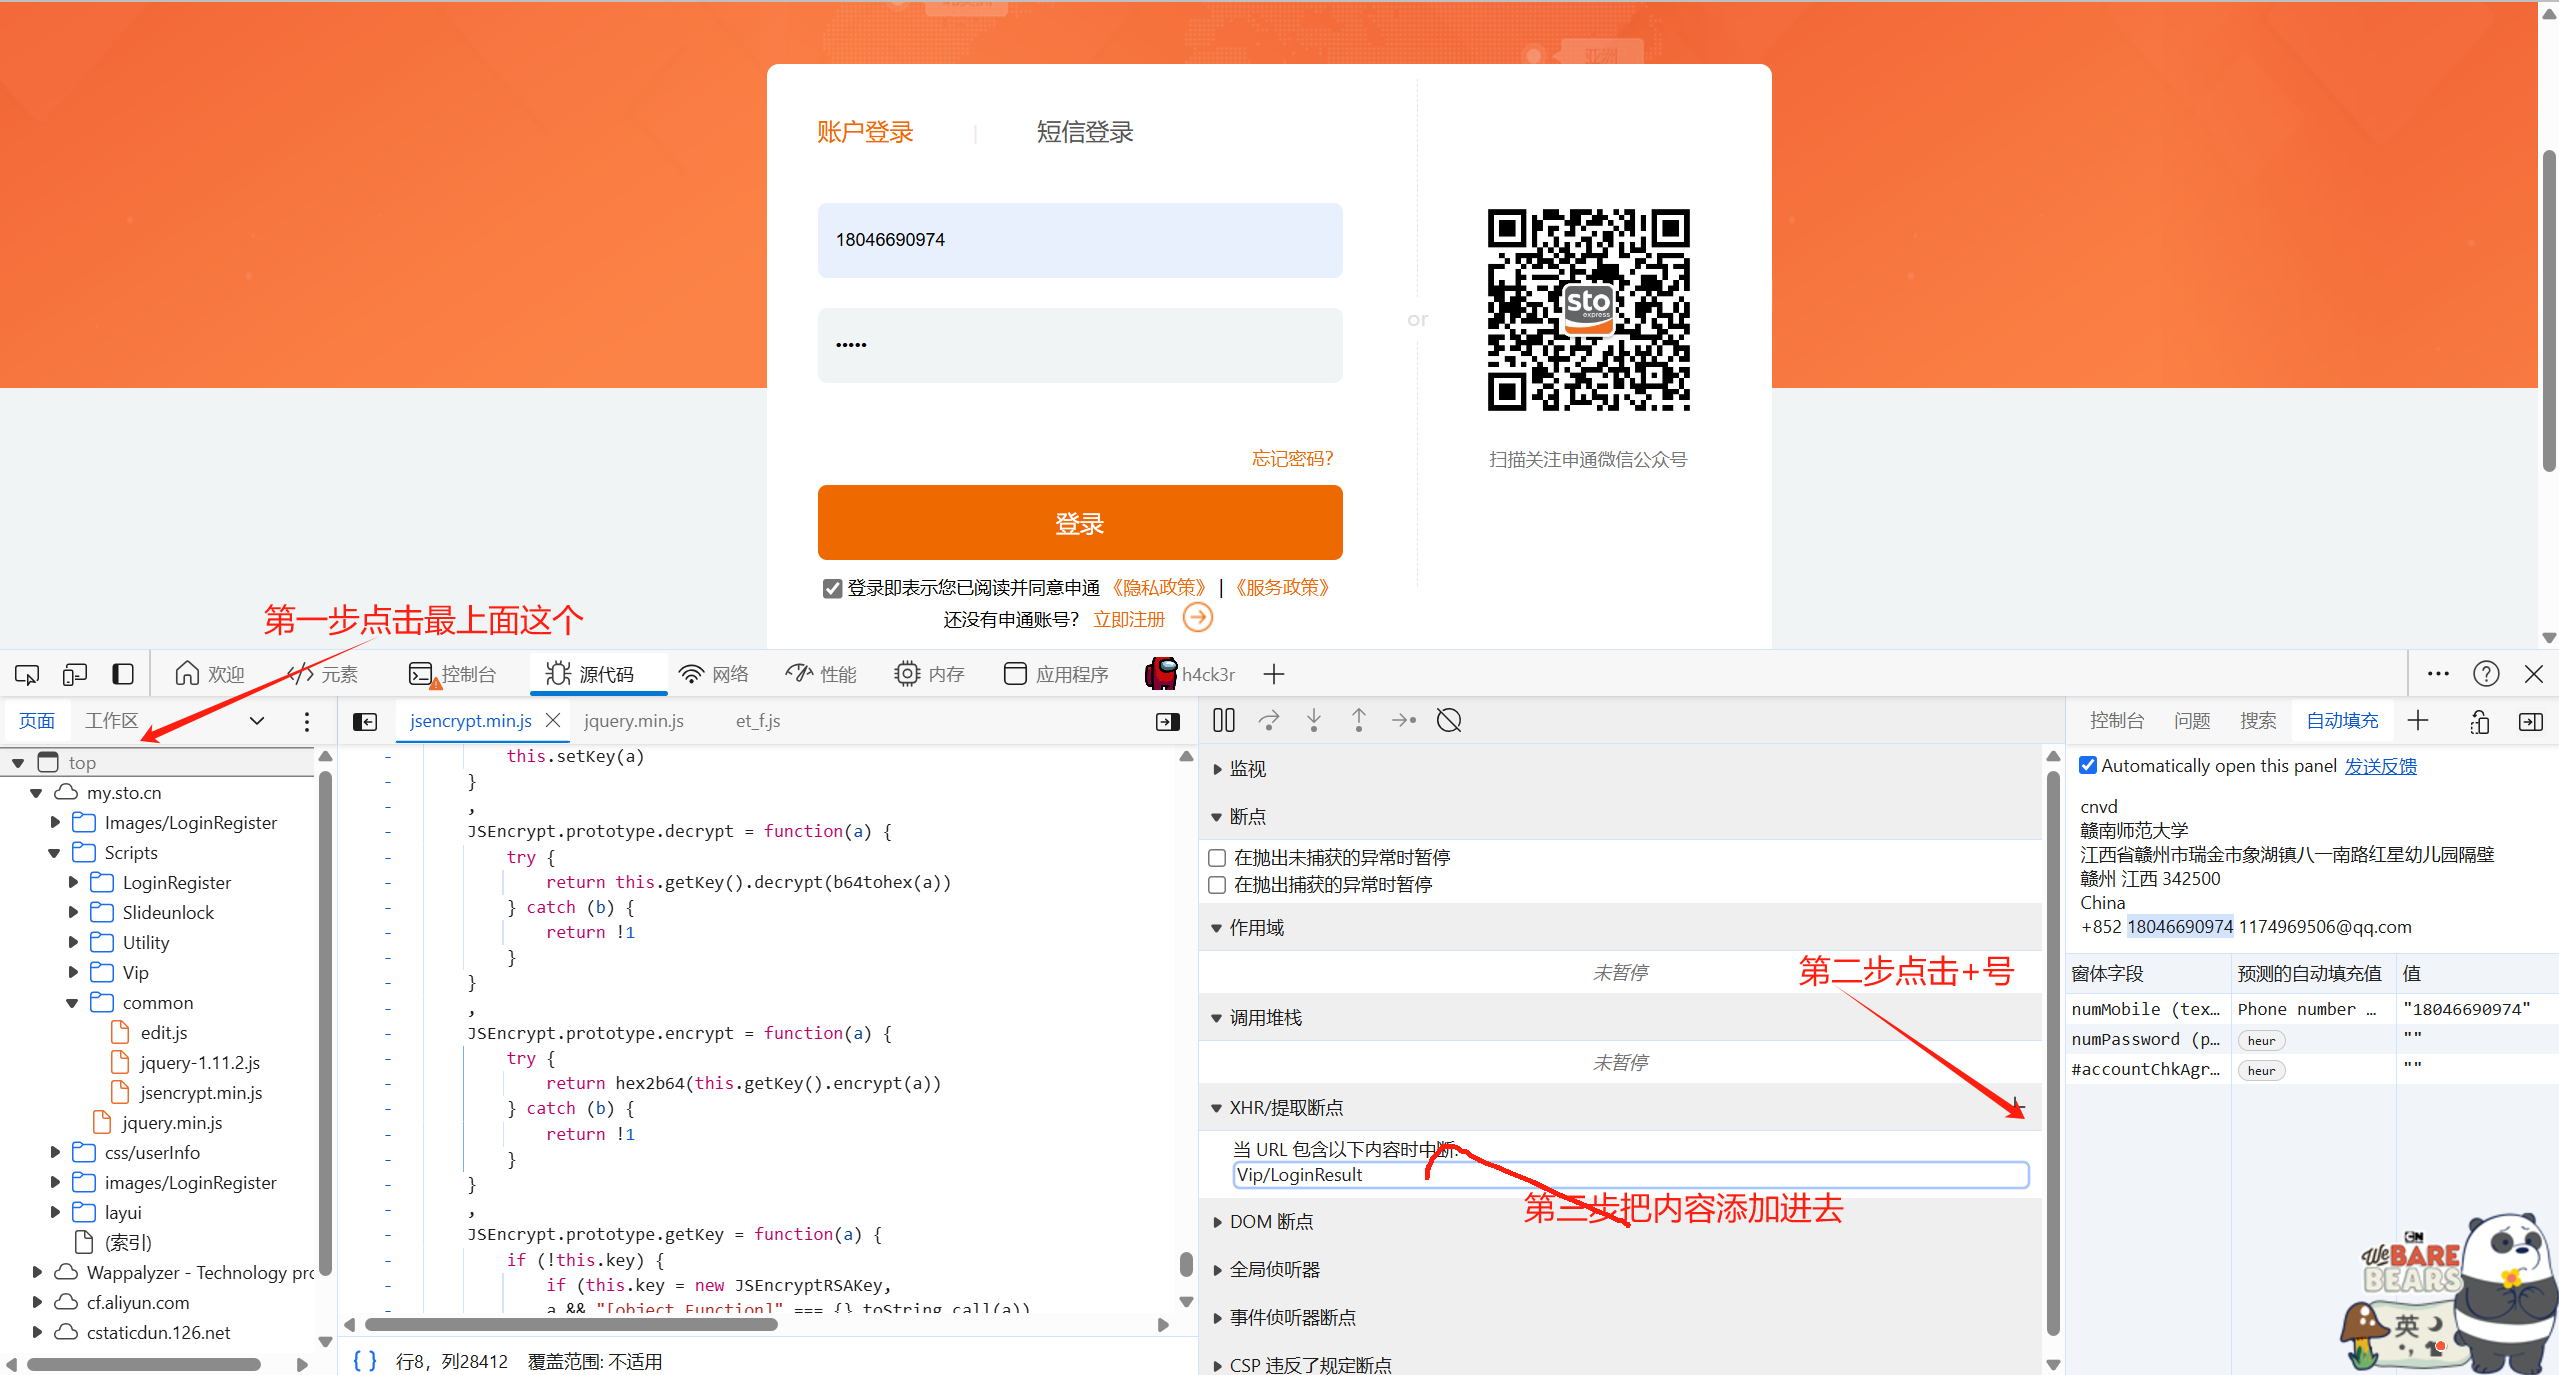 亚洲
账户登录 | 短信登录
18046690974
•••••
or
sto
express
忘记密码?
扫描关注申通微信公众号
登录
登录即表示您已阅读并同意申通 《隐私政策》 | 《服务政策》
还没有申通账号? 立即注册
第一步点击最上面这个
欢迎 </> 元素 控制台 源代码 网络 性能 内存 应用程序 h4ck3r
页面 工作区
top
my.sto.cn
Images/LoginRegister
Scripts
LoginRegister
Slideunlock
Utility
Vip
common
edit.js
jquery-1.11.2.js
jsencrypt.min.js
jquery.min.js
css/userInfo
images/LoginRegister
layui
(索引)
Wappalyzer - Technology pro
cf.aliyun.com
cstaticdun.126.net
jsencrypt.min.js jquery.min.js et_f.js
this.setKey(a)
}
,
JSEncrypt.prototype.decrypt = function(a) {
try {
return this.getKey().decrypt(b64tohex(a))
} catch (b) {
return !1
}
}
,
JSEncrypt.prototype.encrypt = function(a) {
try {
return hex2b64(this.getKey().encrypt(a))
} catch (b) {
return !1
}
}
,
JSEncrypt.prototype.getKey = function(a) {
if (!this.key) {
if (this.key = new JSEncryptRSAKey,
a && "[object Function]" === {}.toString.call(a))
{ } 行8，列28412 覆盖范围: 不适用
监视
断点
在抛出未捕获的异常时暂停
在抛出捕获的异常时暂停
作用域
未暂停
第二步点击+号
调用堆栈
未暂停
XHR/提取断点
当 URL 包含以下内容时中断:
Vip/LoginResult
第三步把内容添加进去
DOM 断点
全局侦听器
事件侦听器断点
CSP 违反了规定断点
控制台 问题 搜索 自动填充
Automatically open this panel 发送反馈
cnvd
赣南师范大学
江西省赣州市瑞金市象湖镇八一南路红星幼儿园隔壁
赣州 江西 342500
China
+852 18046690974 1174969506@qq.com
窗体字段 预测的自动填充值 值
numMobile (tex… Phone number … "18046690974"
numPassword (p… heur ""
#accountChkAgr… heur ""
CN
We BARE
BEARS
英